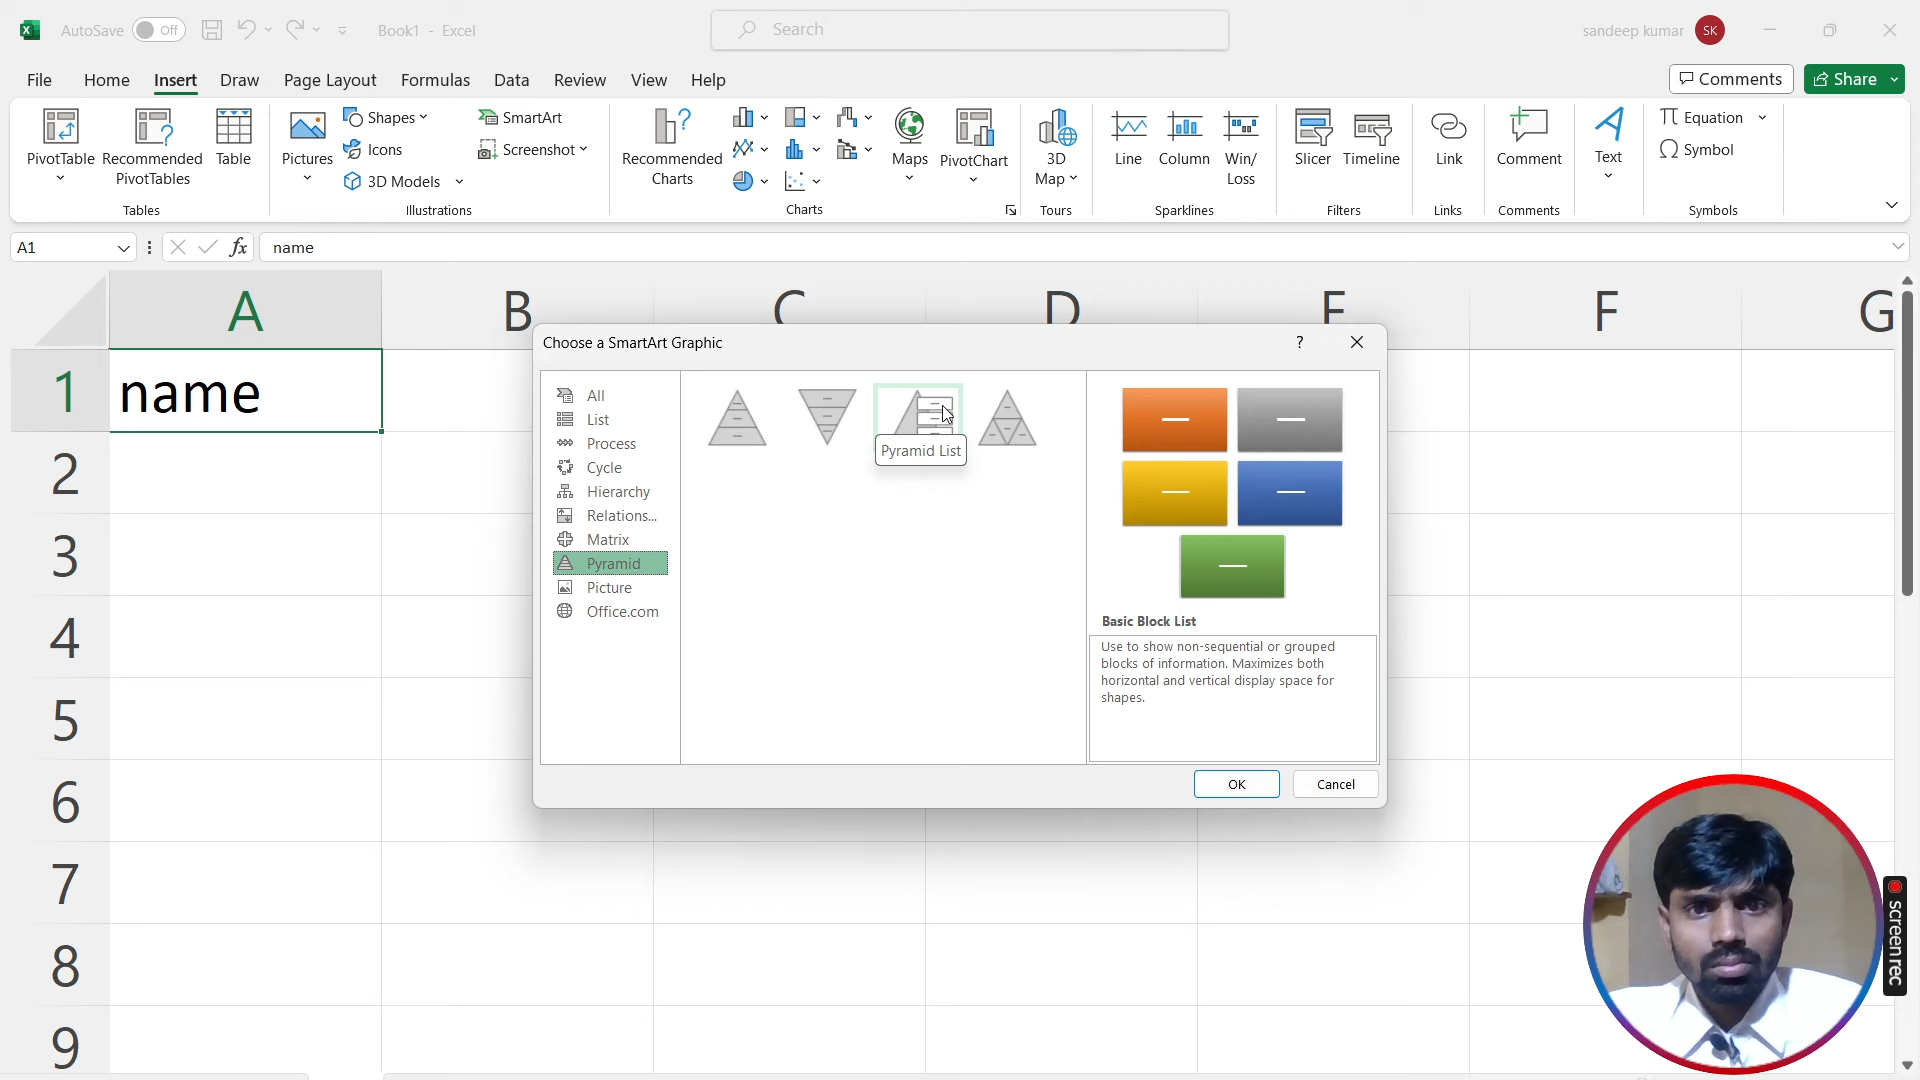 AutoSave Off Book1 - Excel Search sandeep kumar SK
File Home Insert Draw Page Layout Formulas Data Review View Help Comments Share
PivotTable
Recommended
PivotTables
Table
Tables
Pictures
Shapes
Icons
3D Models
SmartArt
Screenshot
Illustrations
Recommended
Charts
Maps
PivotChart
Charts
3D
Map
Tours
Line
Column
Win/
Loss
Sparklines
Slicer
Timeline
Filters
Link
Links
Comment
Comments
Text
Equation
Symbol
Symbols
A1 fx name
A B C D E F G
1 name
2
3
4
5
6
7
8
9
Choose a SmartArt Graphic ?
All
List
Process
Cycle
Hierarchy
Relations...
Matrix
Pyramid
Picture
Office.com
Pyramid List
Basic Block List
Use to show non-sequential or grouped
blocks of information. Maximizes both
horizontal and vertical display space for
shapes.
OK Cancel
screenrec